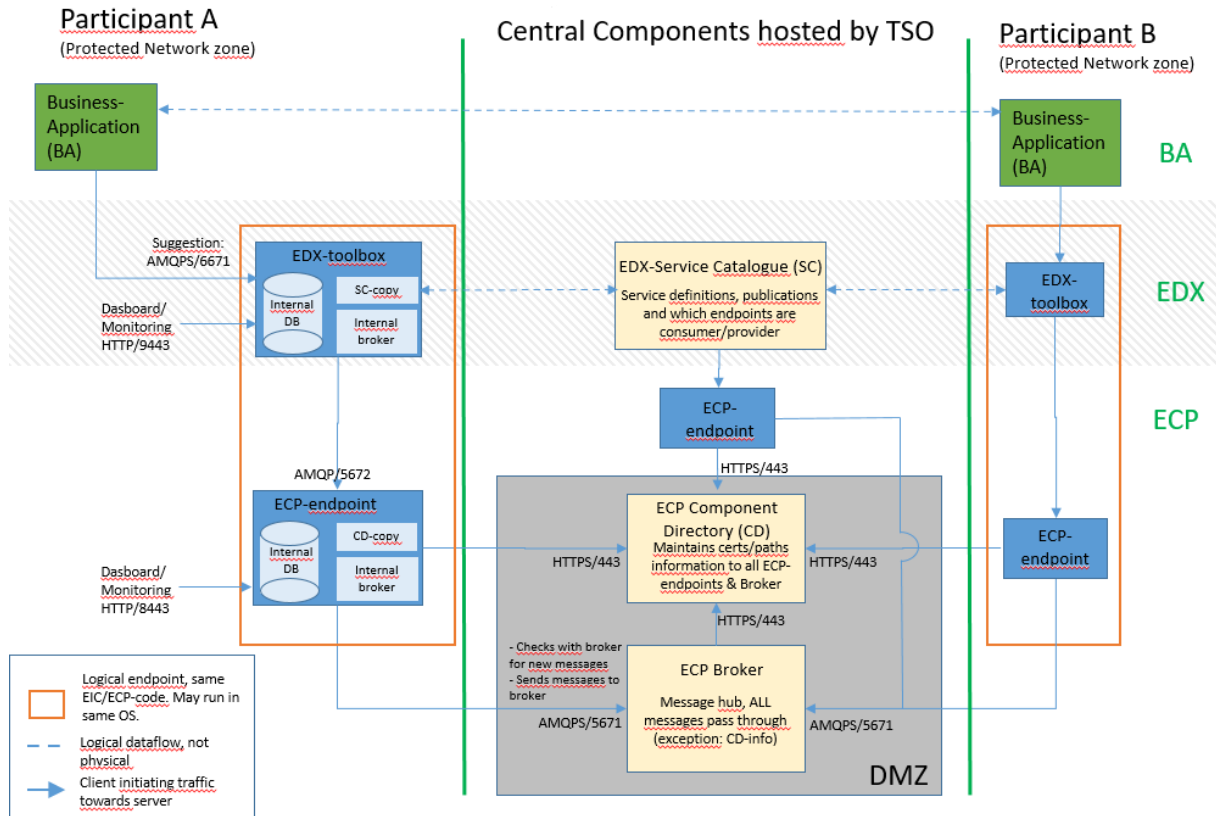 Participant A
(Protected Network zone)
Central Components hosted by TSO
Participant B
(Protected Network zone)
Business-
Application
(BA)
Business-
Application
(BA)
BA
Suggestion:
AMQPS/6671
Dasboard/
Monitoring
HTTP/9443
EDX-toolbox
Internal
DB
SC-copy
Internal
broker
EDX-Service Catalogue (SC)
Service definitions, publications
and which endpoints are
consumer/provider
EDX-
toolbox
EDX
ECP-
endpoint
ECP
AMQP/5672
HTTPS/443
ECP-endpoint
Internal
DB
CD-copy
Internal
broker
Dasboard/
Monitoring
HTTP/8443
HTTPS/443
ECP Component
Directory (CD)
Maintains certs/paths
information to all ECP-
endpoints & Broker
HTTPS/443
ECP-
endpoint
HTTPS/443
- Checks with broker
for new messages
- Sends messages to
broker
AMQPS/5671
ECP Broker
Message hub, ALL
messages pass through
(exception: CD-info)
AMQPS/5671
DMZ
Logical endpoint, same
EIC/ECP-code. May run in
same OS.
Logical dataflow, not
physical
Client initiating traffic
towards server